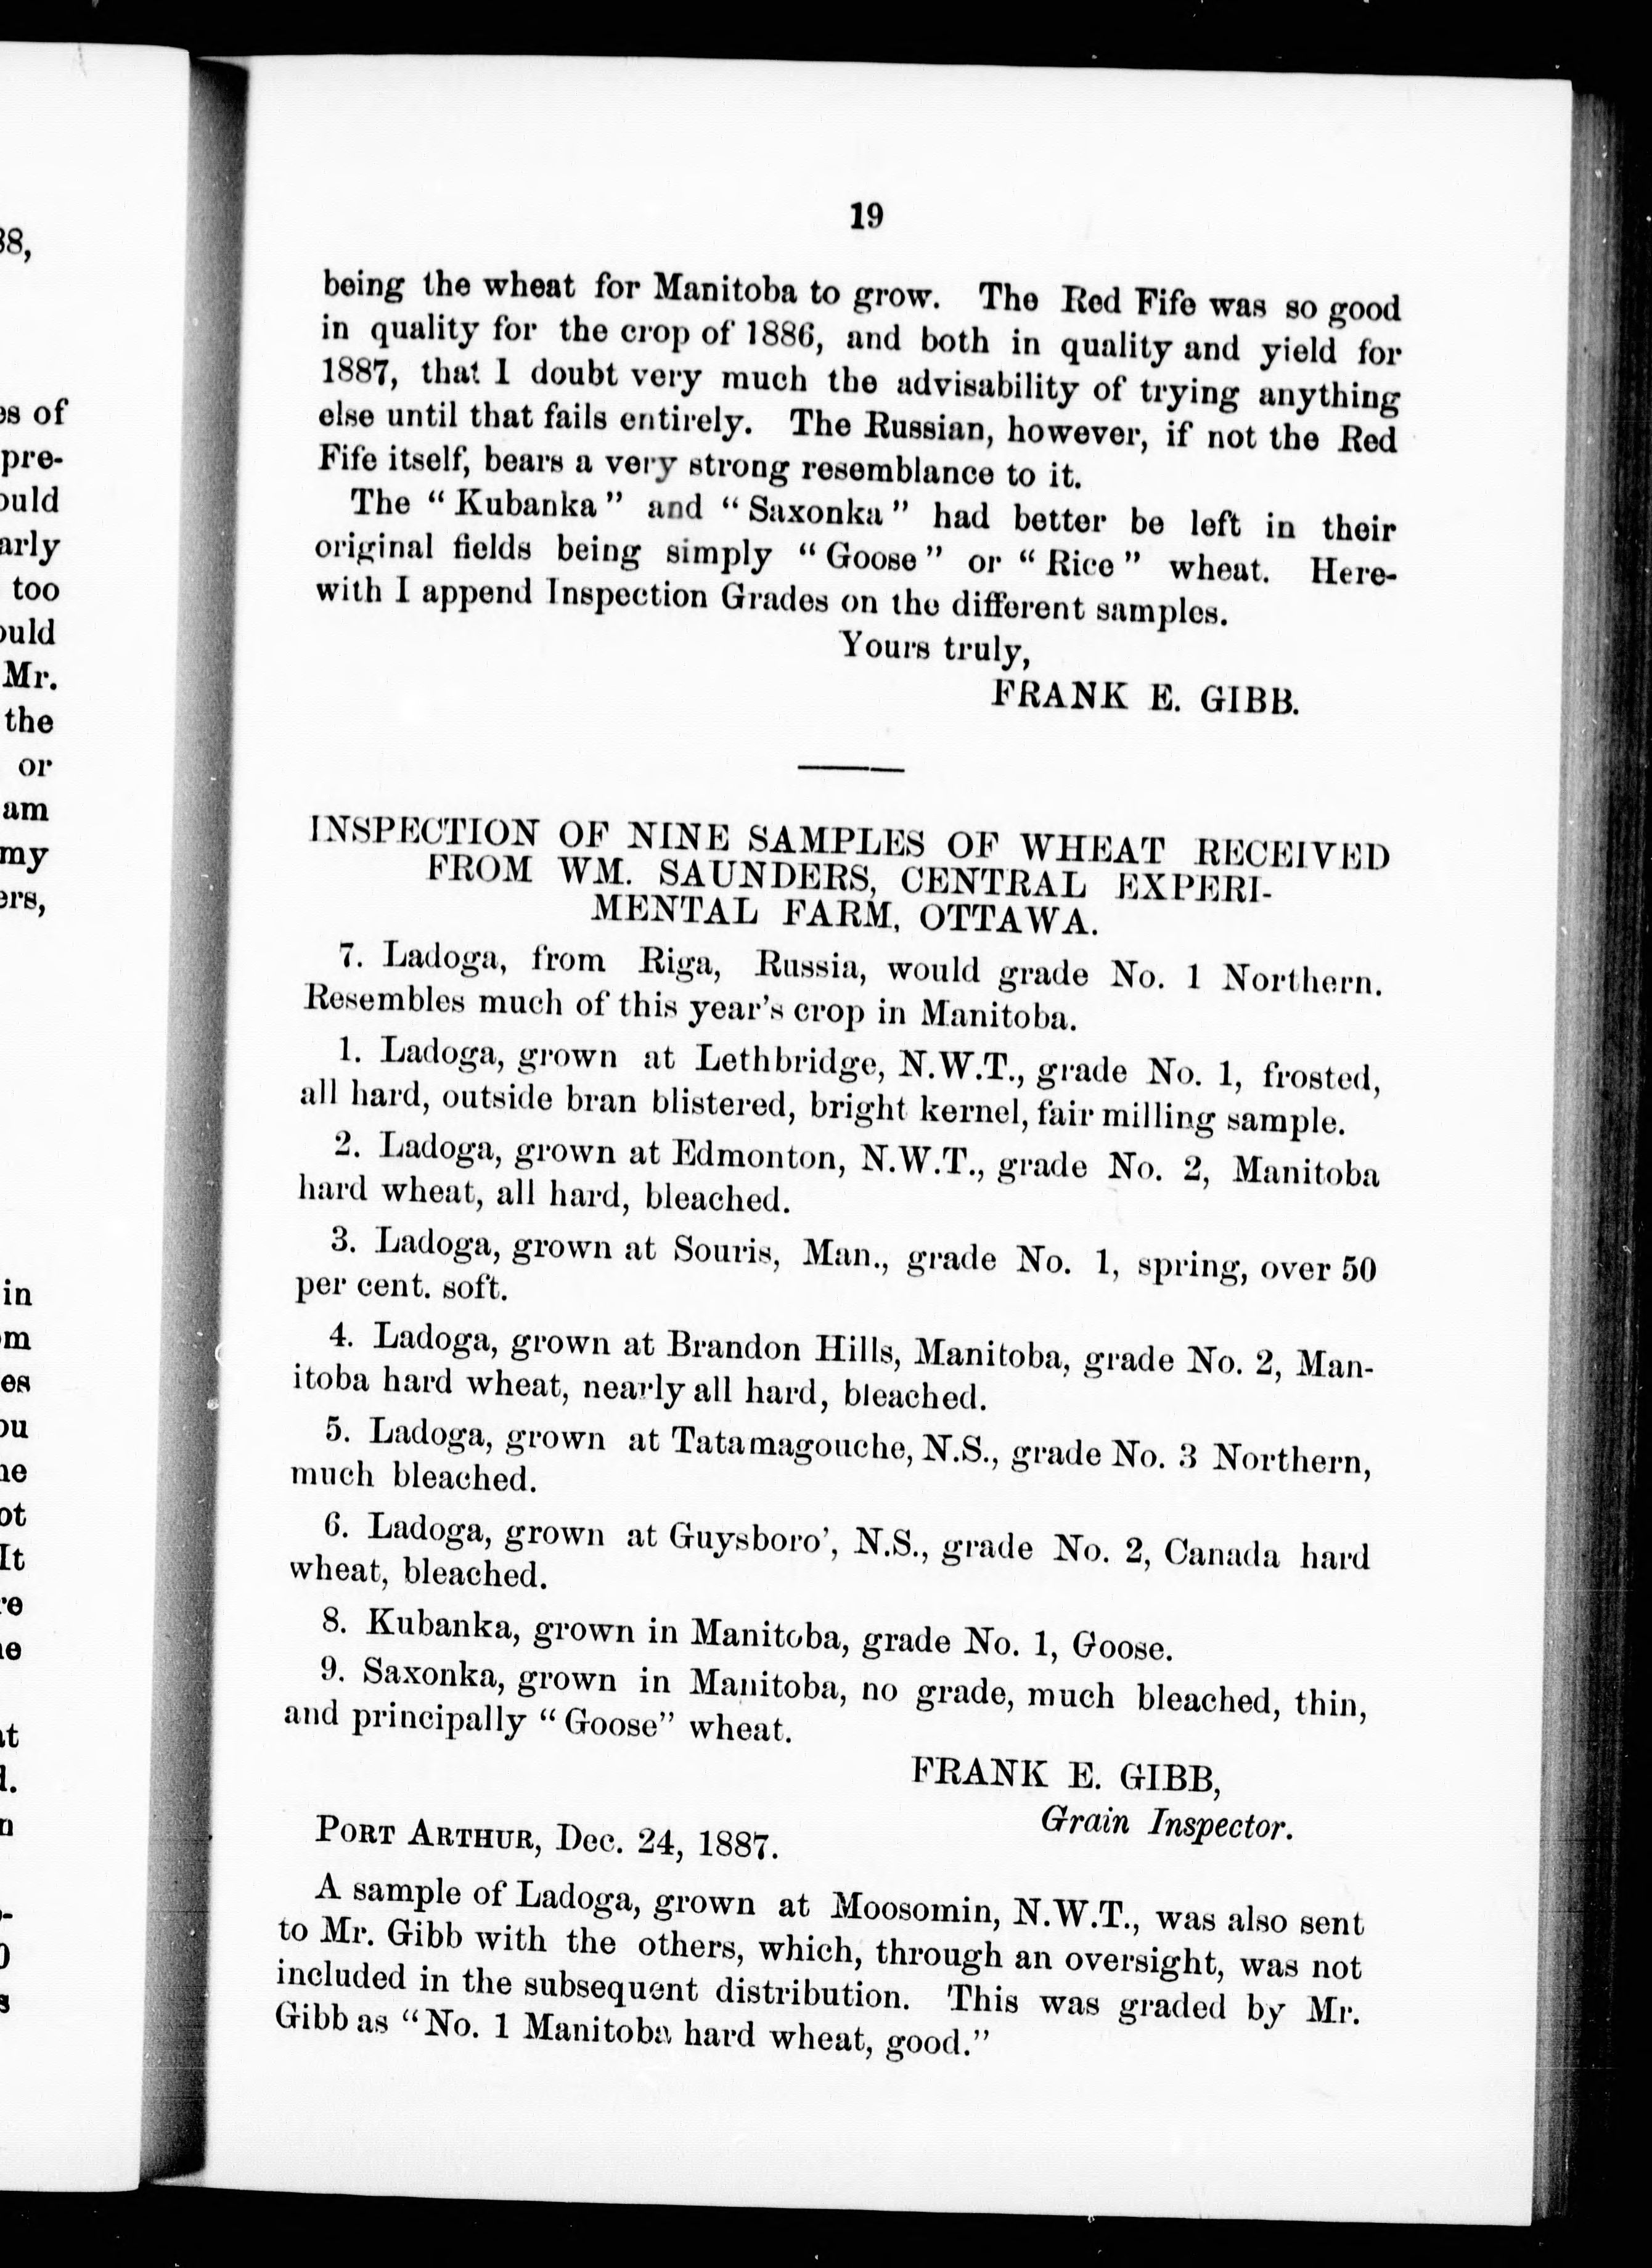 19
being the wheat for Manitoba to grow. The Red Fife was so good
in quality for the crop of 1886, and both in quality and yield for
1887, that I doubt very much the advisability of trying anything
else until that fails entirely. The Russian, however, if not the Red
Fife itself, bears a very strong resemblance to it.
The “Kubanka” and “Saxonka” had better be left in their
original fields being simply “Goose” or “Rice” wheat. Here-
with I append Inspection Grades on the different samples.
Yours truly,
FRANK E. GIBB.
INSPECTION OF NINE SAMPLES OF WHEAT RECEIVED
FROM WM. SAUNDERS, CENTRAL EXPERI-
MENTAL FARM, OTTAWA.
7. Ladoga, from Riga, Russia, would grade No. 1 Northern.
Resembles much of this year’s crop in Manitoba.
1. Ladoga, grown at Lethbridge, N.W.T., grade No. 1, frosted,
all hard, outside bran blistered, bright kernel, fair milling sample.
2. Ladoga, grown at Edmonton, N.W.T., grade No. 2, Manitoba
hard wheat, all hard, bleached.
3. Ladoga, grown at Souris, Man., grade No. 1, spring, over 50
per cent. soft.
4. Ladoga, grown at Brandon Hills, Manitoba, grade No. 2, Man-
itoba hard wheat, nearly all hard, bleached.
5. Ladoga, grown at Tatamagouche, N.S., grade No. 3 Northern,
much bleached.
6. Ladoga, grown at Guysboro’, N.S., grade No. 2, Canada hard
wheat, bleached.
8. Kubanka, grown in Manitoba, grade No. 1, Goose.
9. Saxonka, grown in Manitoba, no grade, much bleached, thin,
and principally “Goose” wheat.
FRANK E. GIBB,
Grain Inspector.
PORT ARTHUR, Dec. 24, 1887.
A sample of Ladoga, grown at Moosomin, N.W.T., was also sent
to Mr. Gibb with the others, which, through an oversight, was not
included in the subsequent distribution. This was graded by Mr.
Gibb as “No. 1 Manitoba hard wheat, good.”